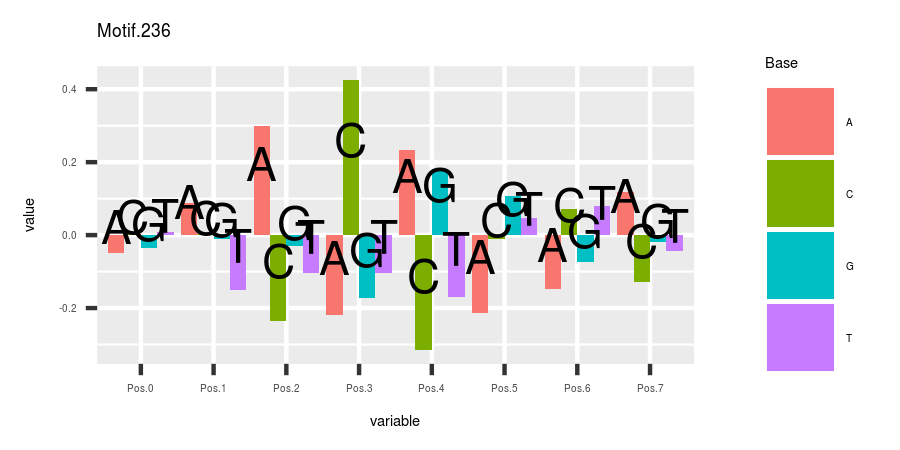 Motif.236
value
0.4
0.2
0.0
-0.2
A C G T A C G T A C G T A C G T A C G T A C G T A C G T A C G T
Pos.0 Pos.1 Pos.2 Pos.3 Pos.4 Pos.5 Pos.6 Pos.7
variable
Base
A
C
G
T